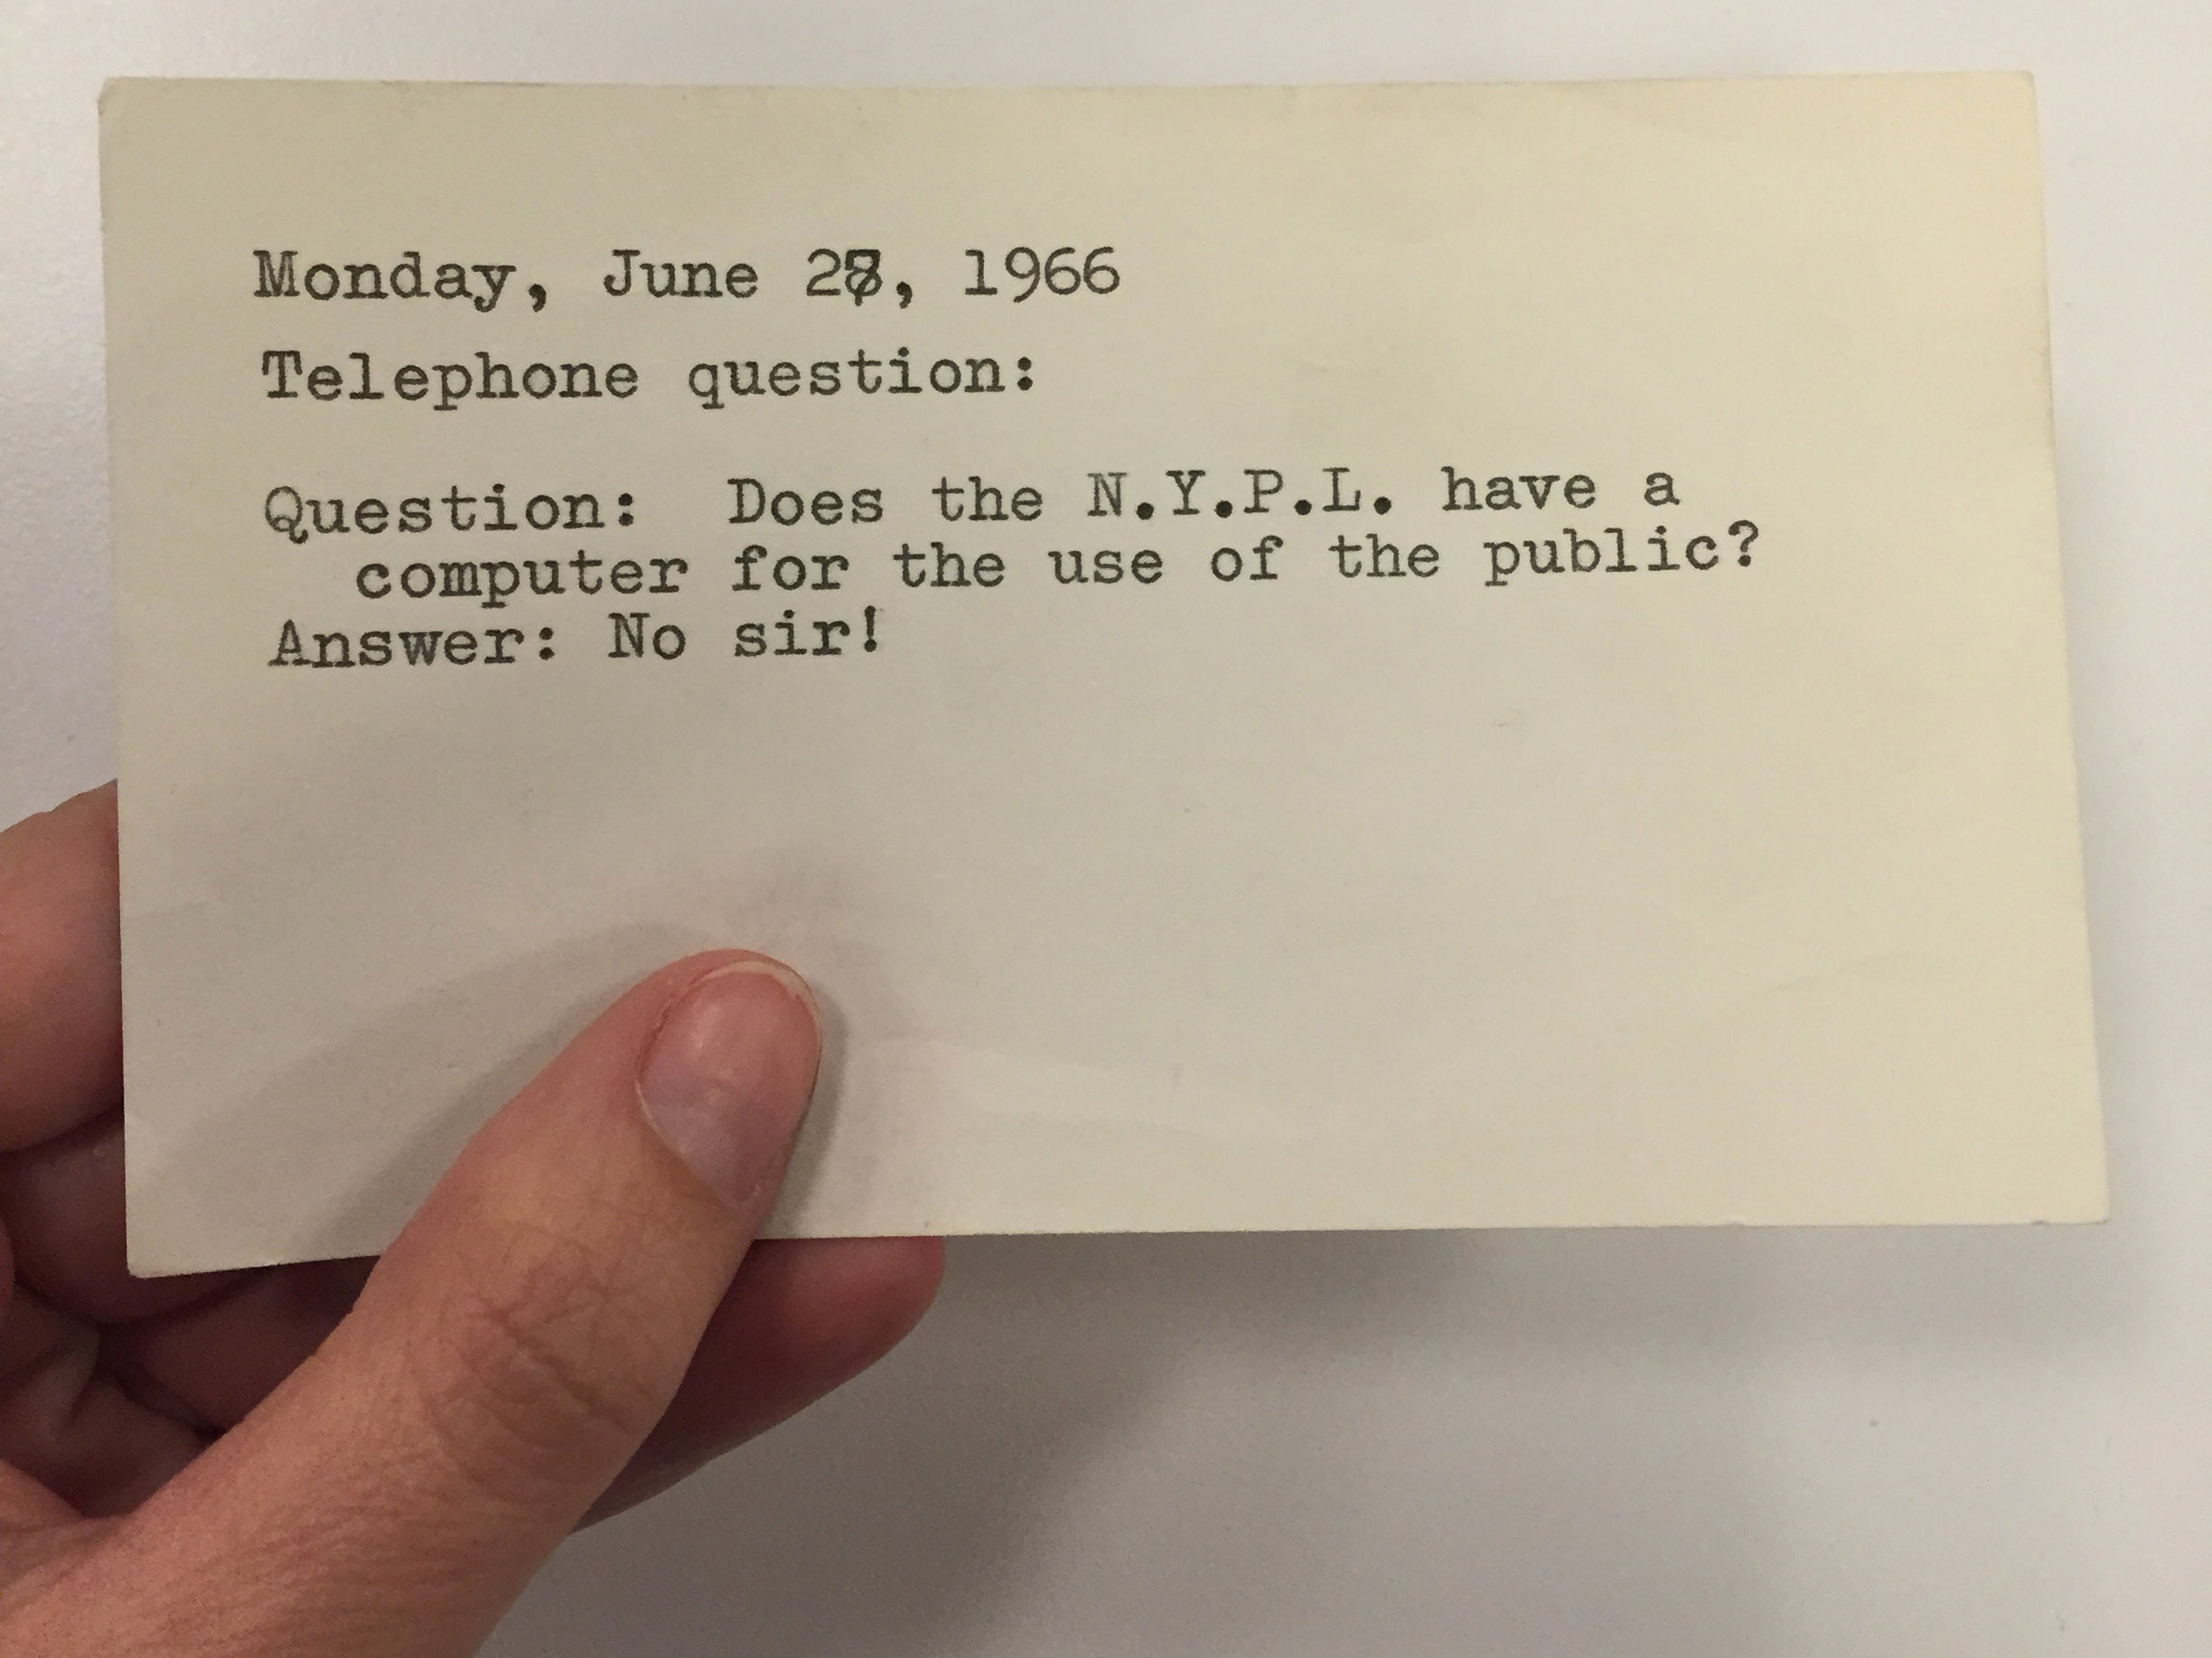 Monday, June 27, 1966
Telephone question:
Question: Does the N.Y.P.L. have a
computer for the use of the public?
Answer: No sir!